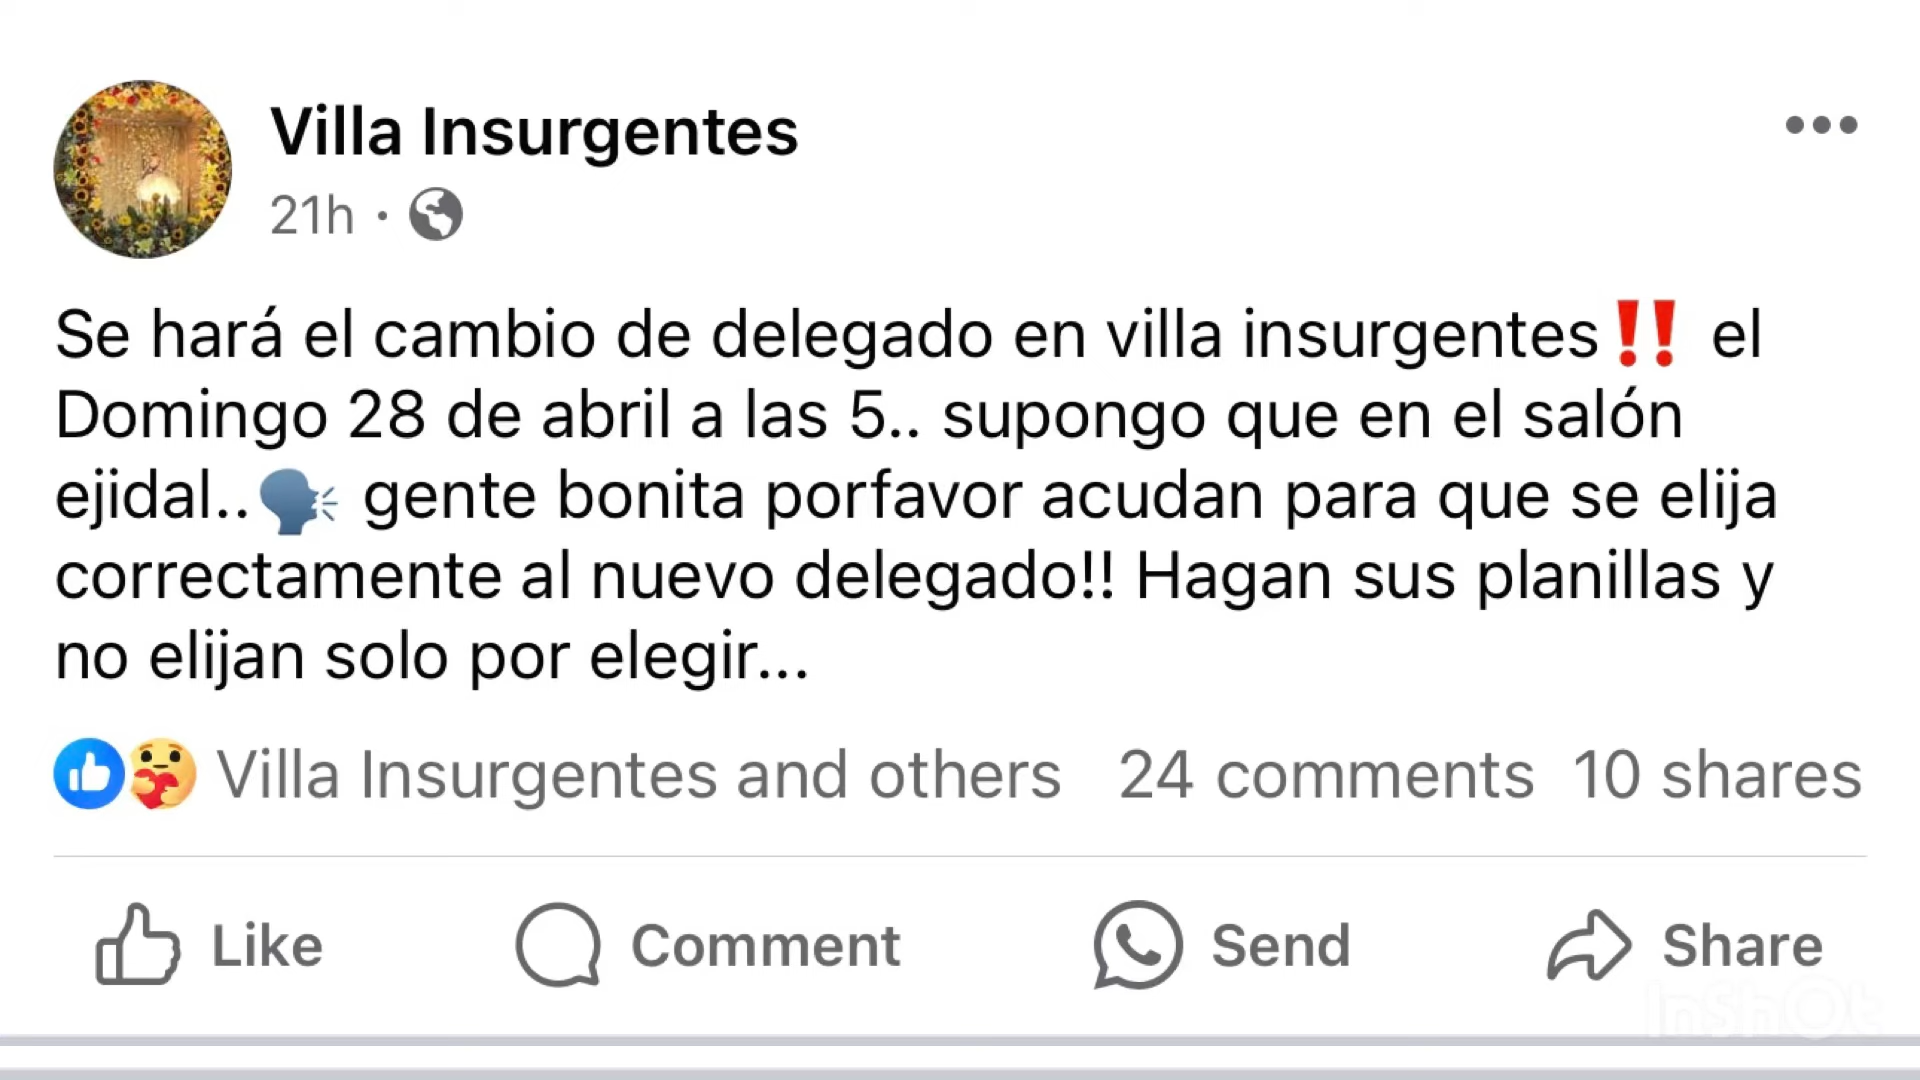 Villa Insurgentes
21h ·
Se hará el cambio de delegado en villa insurgentes‼️ el
Domingo 28 de abril a las 5.. supongo que en el salón
ejidal..🗣️ gente bonita porfavor acudan para que se elija
correctamente al nuevo delegado!! Hagan sus planillas y
no elijan solo por elegir...
Villa Insurgentes and others 24 comments 10 shares
Like Comment Send Share
InShOt